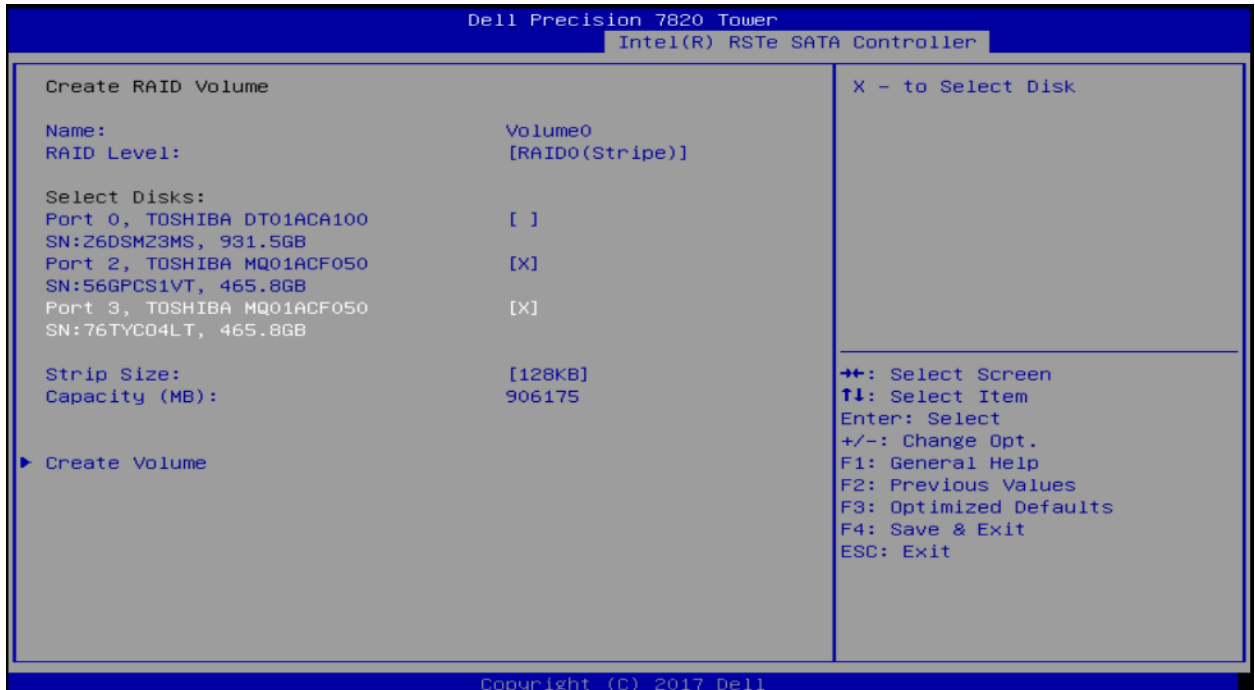 Dell Precision 7820 Tower
Intel(R) RSTe SATA Controller
Create RAID Volume
Name: Volume0
RAID Level: [RAID0(Stripe)]
Select Disks:
Port 0, TOSHIBA DT01ACA100 [ ]
SN:Z6DSMZ3MS, 931.5GB
Port 2, TOSHIBA MQ01ACF050 [X]
SN:56GPCS1VT, 465.8GB
Port 3, TOSHIBA MQ01ACF050 [X]
SN:76TYC04LT, 465.8GB
Strip Size: [128KB]
Capacity (MB): 906175
▶ Create Volume
X - to Select Disk
→←: Select Screen
↑↓: Select Item
Enter: Select
+/-: Change Opt.
F1: General Help
F2: Previous Values
F3: Optimized Defaults
F4: Save & Exit
ESC: Exit
Copyright (C) 2017 Dell